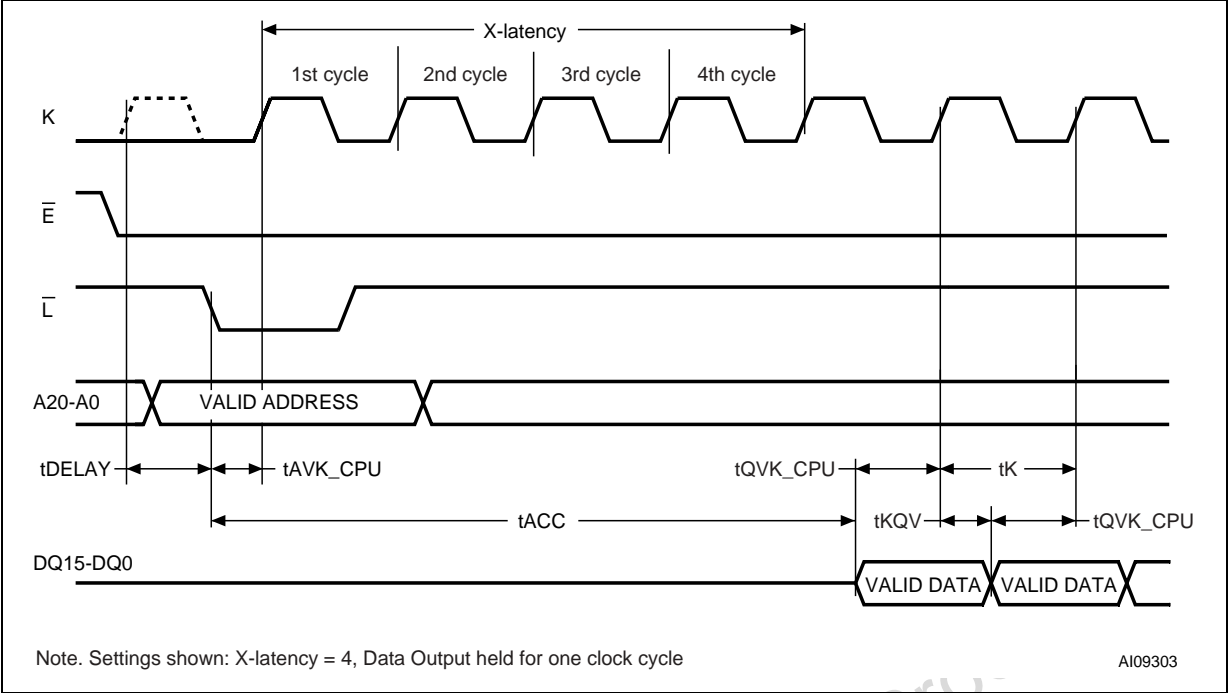 X-latency
1st cycle 2nd cycle 3rd cycle 4th cycle
K
E
L
A20-A0 VALID ADDRESS
tDELAY tAVK_CPU tQVK_CPU tK
tACC tKQV tQVK_CPU
DQ15-DQ0
VALID DATA VALID DATA
Note. Settings shown: X-latency = 4, Data Output held for one clock cycle
AI09303